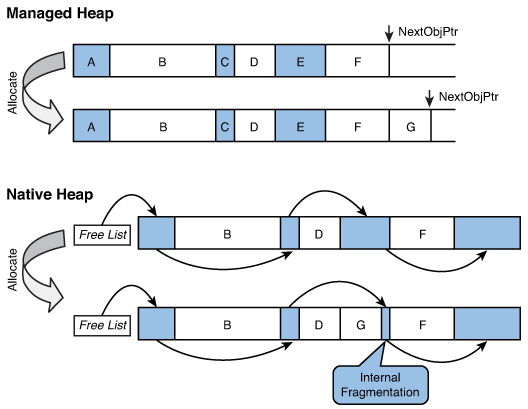 Managed Heap
NextObjPtr
A B C D E F
NextObjPtr
A B C D E F G
Allocate
Native Heap
Free List
B D F
Allocate
Free List
B D G F
Internal
Fragmentation